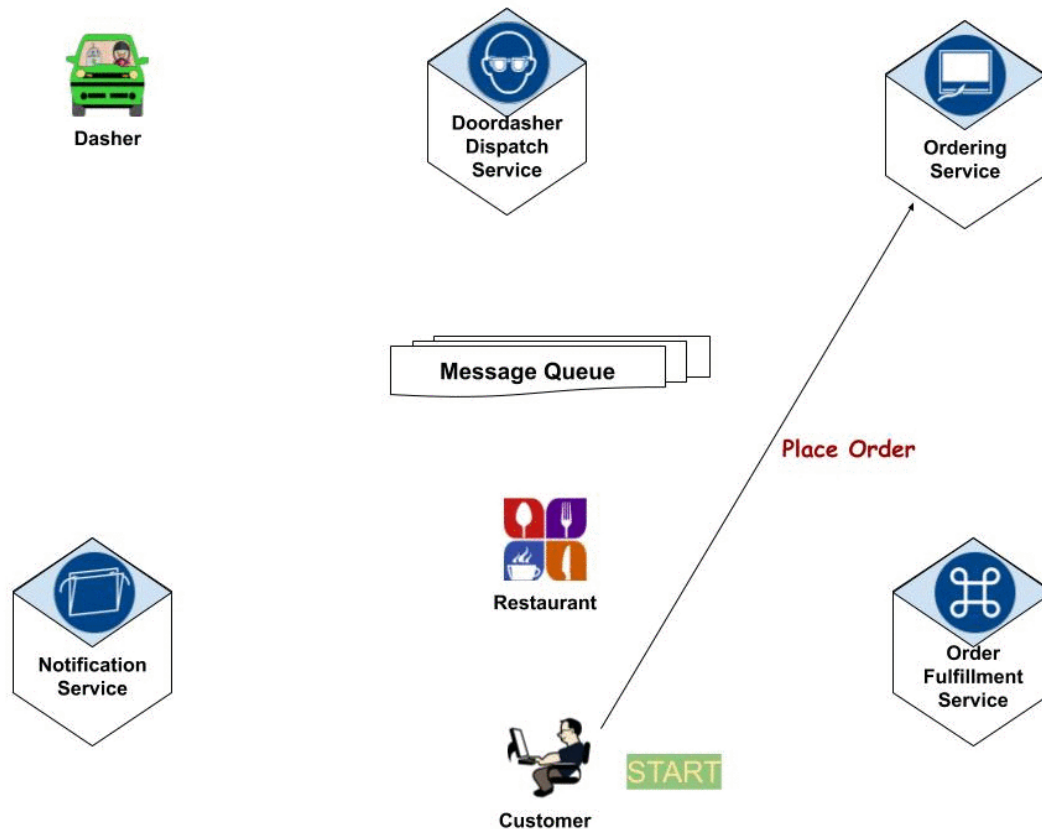 Dasher
Doordasher
Dispatch
Service
Ordering
Service
Message Queue
Place Order
Restaurant
Notification
Service
Order
Fulfillment
Service
START
Customer